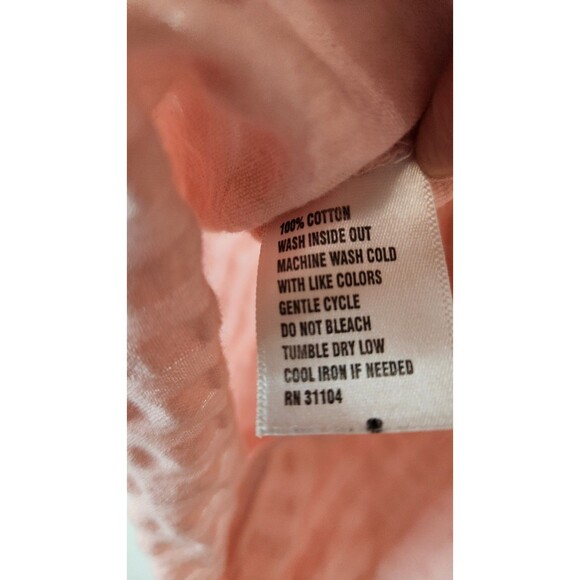 100% COTTON
WASH INSIDE OUT
MACHINE WASH COLD
WITH LIKE COLORS
GENTLE CYCLE
DO NOT BLEACH
TUMBLE DRY LOW
COOL IRON IF NEEDED
RN 31104